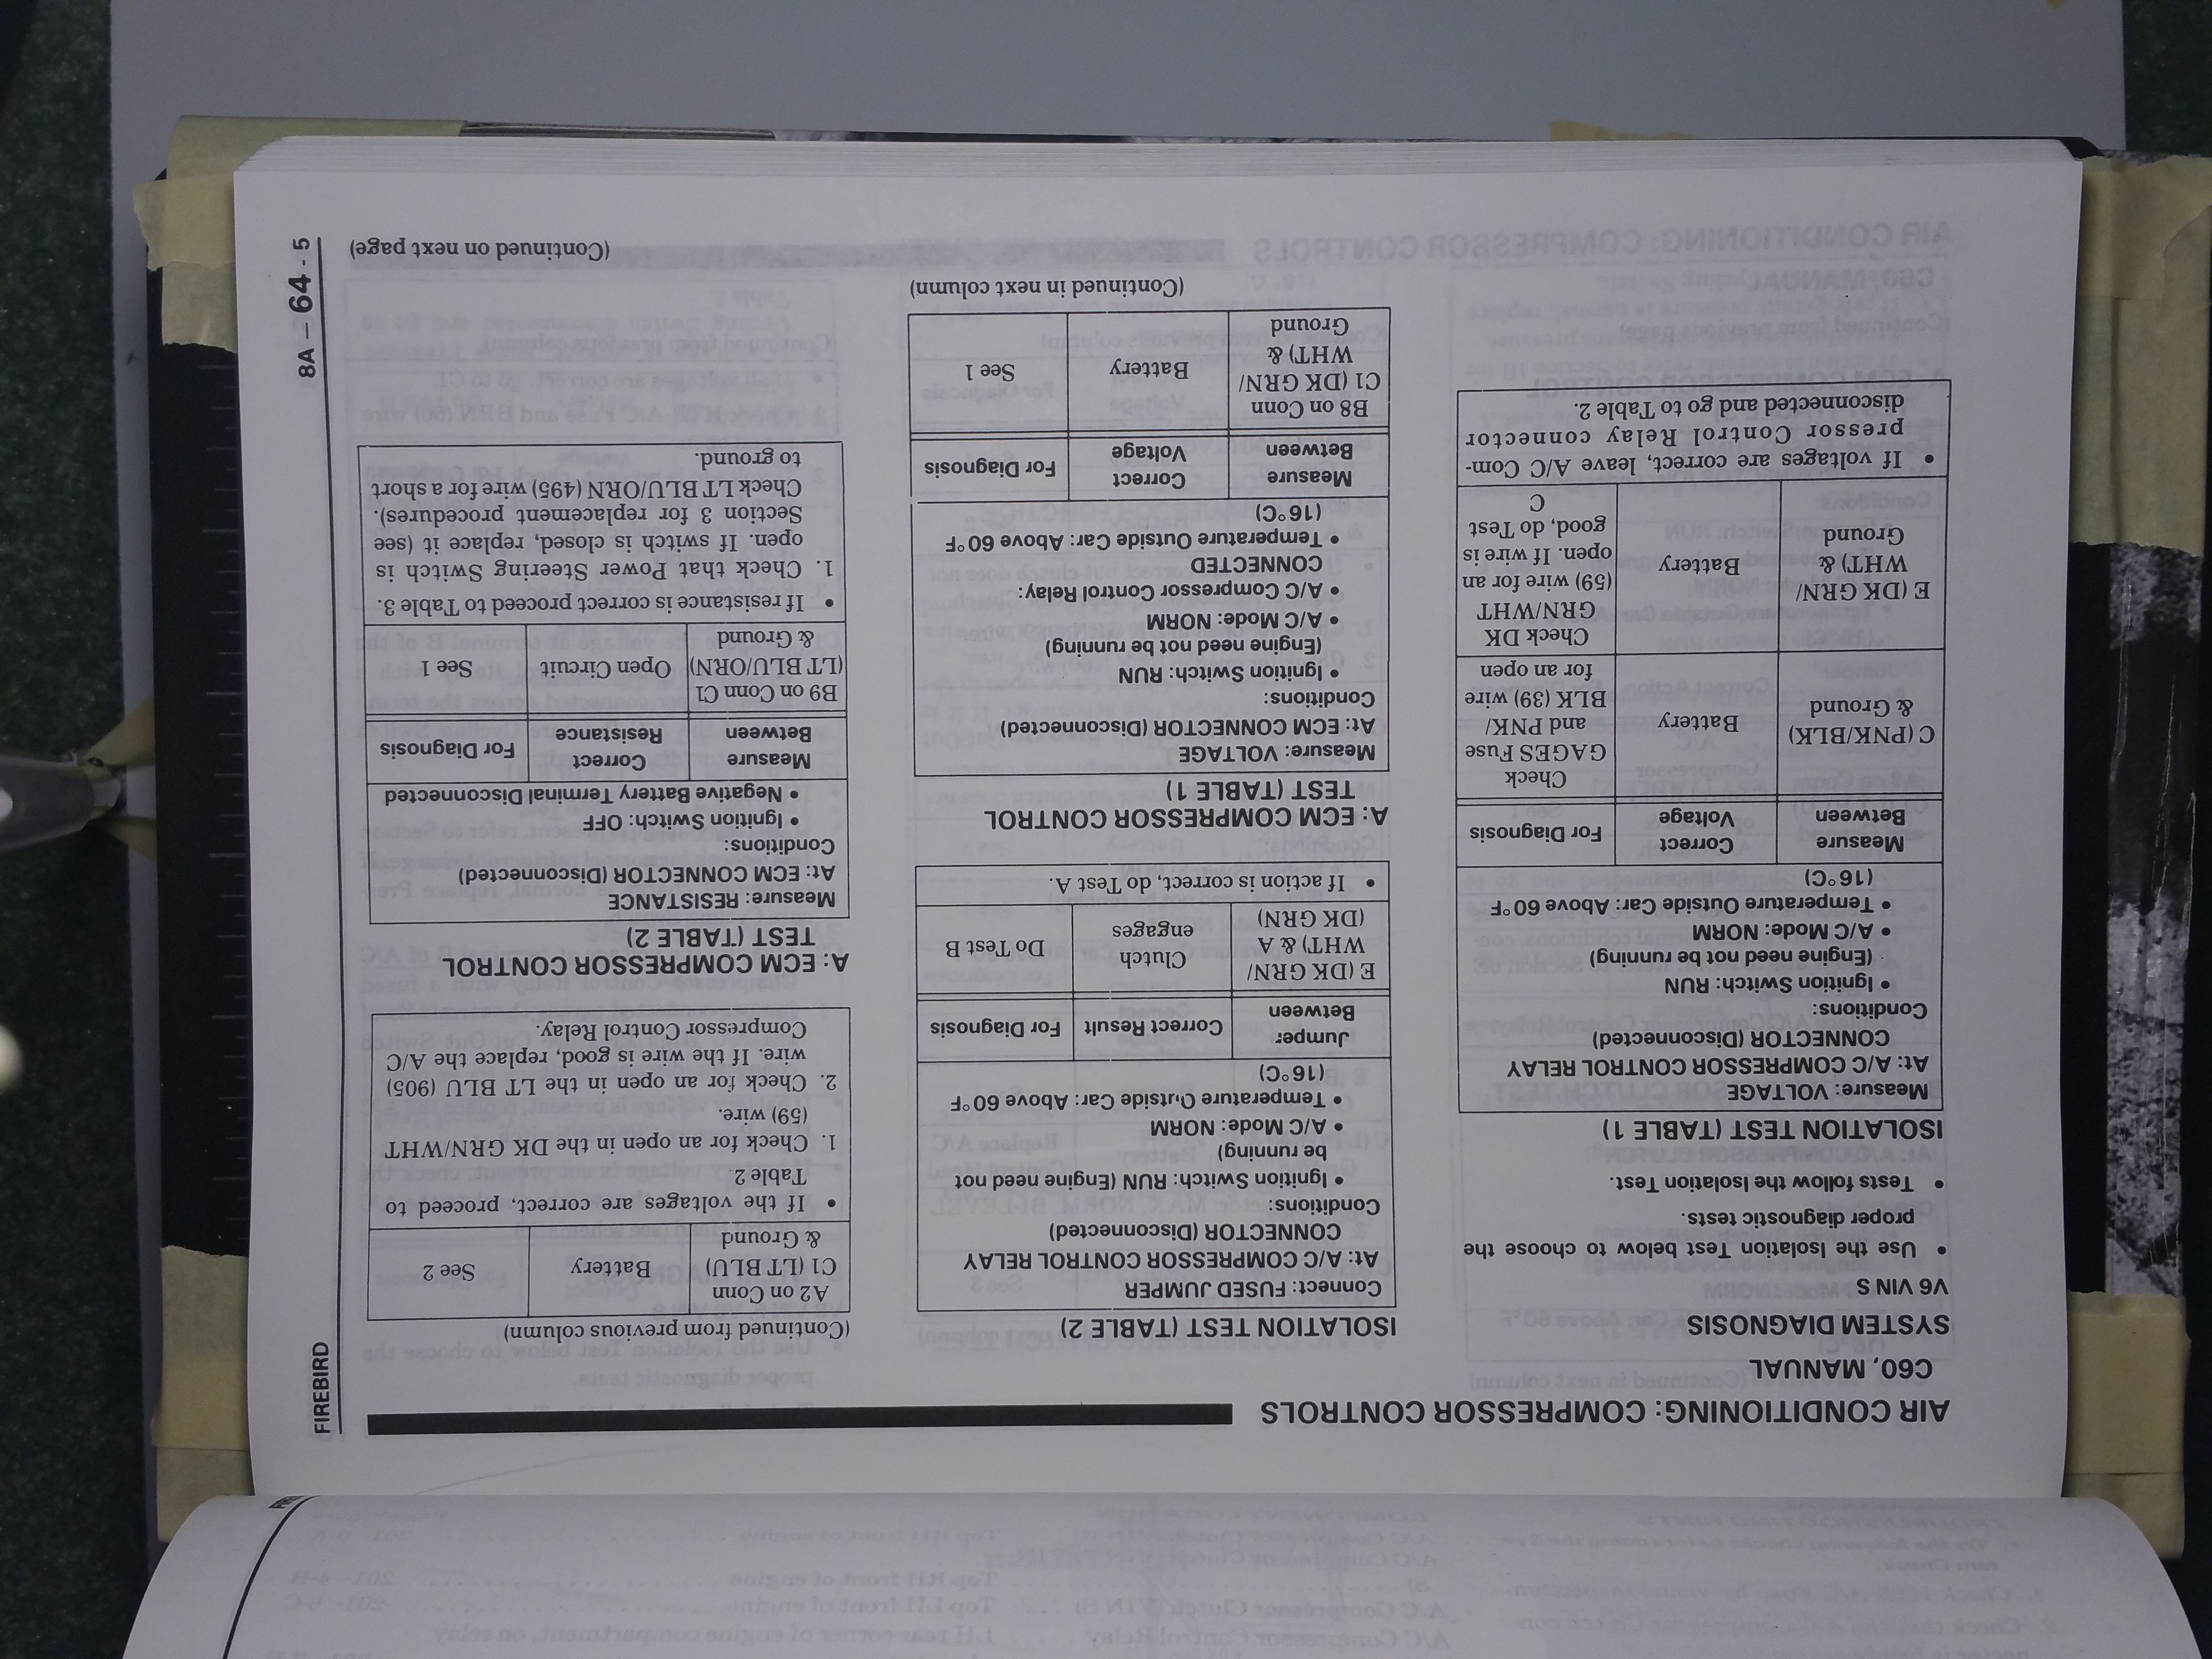 AIR CONDITIONING: COMPRESSOR CONTROLS
C60, MANUAL
SYSTEM DIAGNOSIS
V6 VIN S
• Use the Isolation Test below to choose the
proper diagnostic tests.
• Tests follow the Isolation Test.
ISOLATION TEST (TABLE 1)
Measure: VOLTAGE
At: A/C COMPRESSOR CONTROL RELAY
CONNECTOR (Disconnected)
Conditions:
• Ignition Switch: RUN
(Engine need not be running)
• A/C Mode: NORM
• Temperature Outside Car: Above 60°F
(16°C)
Measure
Between
Correct
Voltage
For Diagnosis
C (PNK/BLK)
& Ground
Battery
Check
GAGES Fuse
and PNK/
BLK (39) wire
for an open
E (DK GRN/
WHT) &
Ground
Battery
Check DK
GRN/WHT
(59) wire for an
open. If wire is
good, do Test
C
• If voltages are correct, leave A/C Com-
pressor Control Relay connector
disconnected and go to Table 2.
ISOLATION TEST (TABLE 2)
Connect: FUSED JUMPER
At: A/C COMPRESSOR CONTROL RELAY
CONNECTOR (Disconnected)
Conditions:
• Ignition Switch: RUN (Engine need not
be running)
• A/C Mode: NORM
• Temperature Outside Car: Above 60°F
(16°C)
Jumper
Between
Correct Result
For Diagnosis
E (DK GRN/
WHT) & A
(DK GRN)
Clutch
engages
Do Test B
• If action is correct, do Test A.
A: ECM COMPRESSOR CONTROL
TEST (TABLE 1)
Measure: VOLTAGE
At: ECM CONNECTOR (Disconnected)
Conditions:
• Ignition Switch: RUN
(Engine need not be running)
• A/C Mode: NORM
• A/C Compressor Control Relay:
CONNECTED
• Temperature Outside Car: Above 60°F
(16°C)
Measure
Between
Correct
Voltage
For Diagnosis
B8 on Conn
C1 (DK GRN/
WHT) &
Ground
Battery
See 1
(Continued in next column)
FIREBIRD
(Continued from previous column)
A2 on Conn
C1 (LT BLU)
& Ground
Battery
See 2
• If the voltages are correct, proceed to
Table 2.
1. Check for an open in the DK GRN/WHT
(59) wire.
2. Check for an open in the LT BLU (905)
wire. If the wire is good, replace the A/C
Compressor Control Relay.
A: ECM COMPRESSOR CONTROL
TEST (TABLE 2)
Measure: RESISTANCE
At: ECM CONNECTOR (Disconnected)
Conditions:
• Ignition Switch: OFF
• Negative Battery Terminal Disconnected
Measure
Between
Correct
Resistance
For Diagnosis
B9 on Conn C1
(LT BLU/ORN)
& Ground
Open Circuit
See 1
• If resistance is correct proceed to Table 3.
1. Check that Power Steering Switch is
open. If switch is closed, replace it (see
Section 3 for replacement procedures).
Check LT BLU/ORN (495) wire for a short
to ground.
(Continued on next page)
8A – 64 - 5